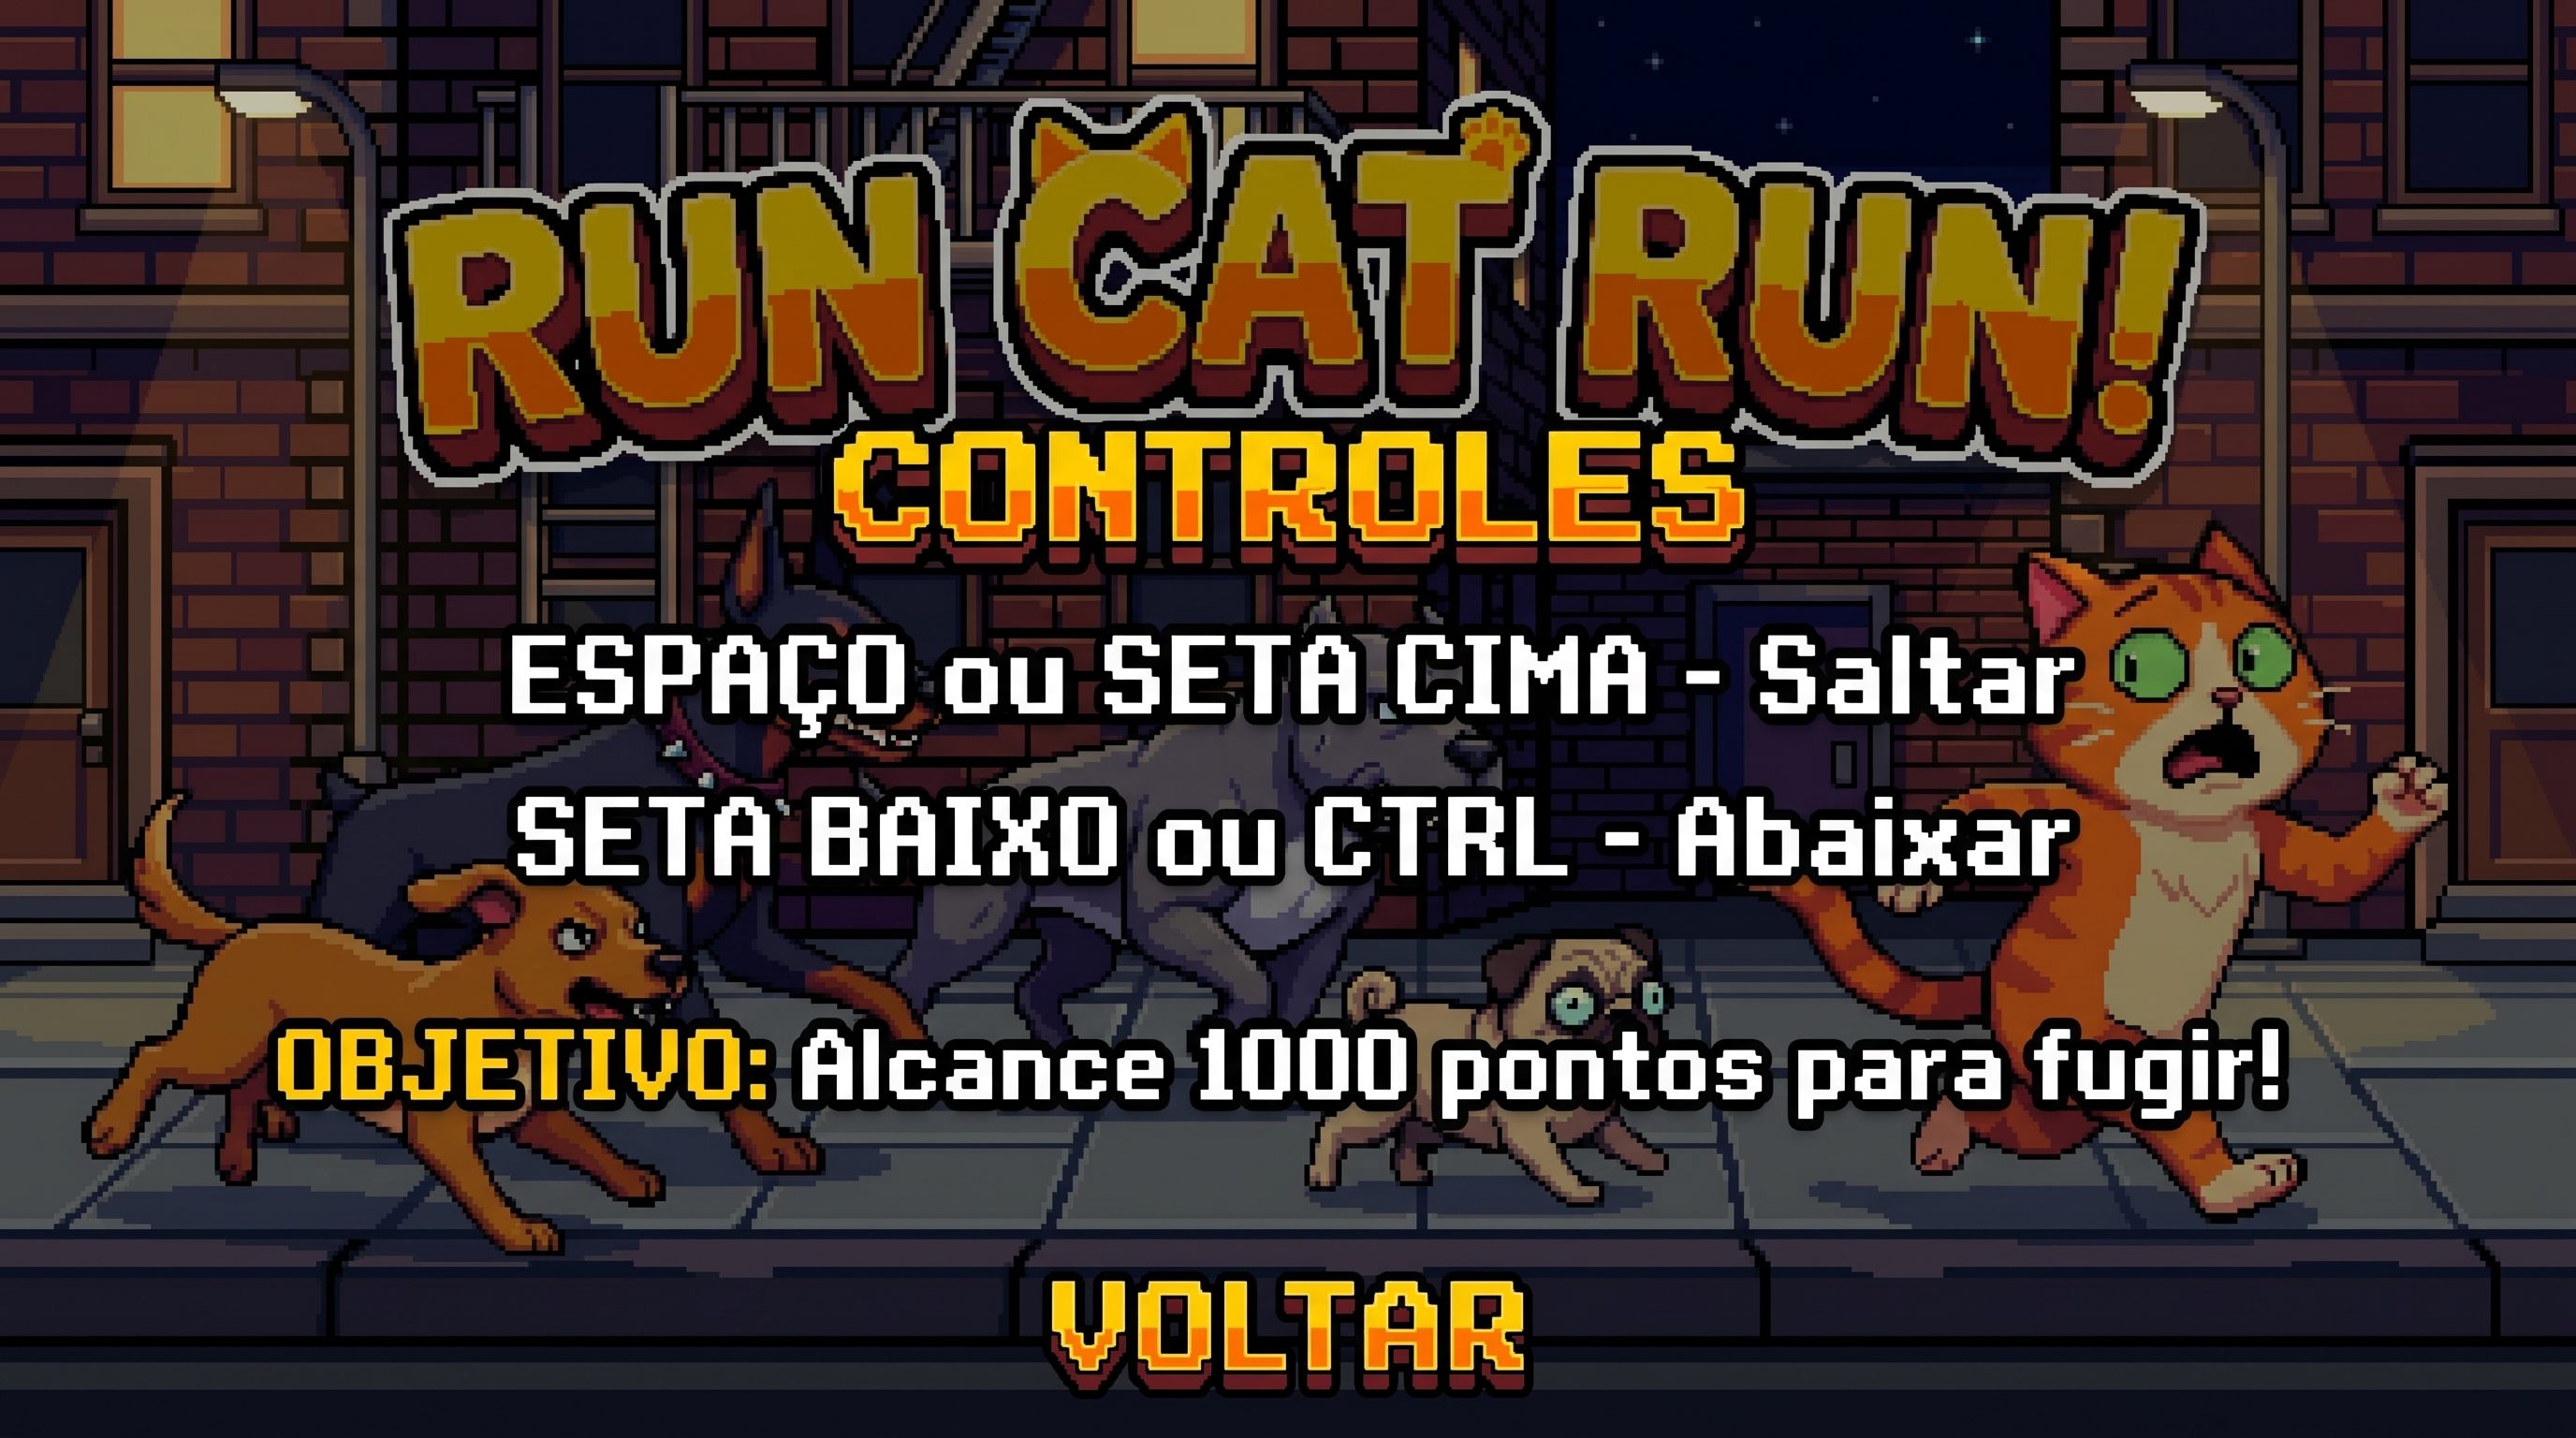 RUN CAT RUN!
CONTROLES
ESPAÇO ou SETA CIMA - Saltar
SETA BAIXO ou CTRL - Abaixar
OBJETIVO: Alcance 1000 pontos para fugir!
VOLTAR